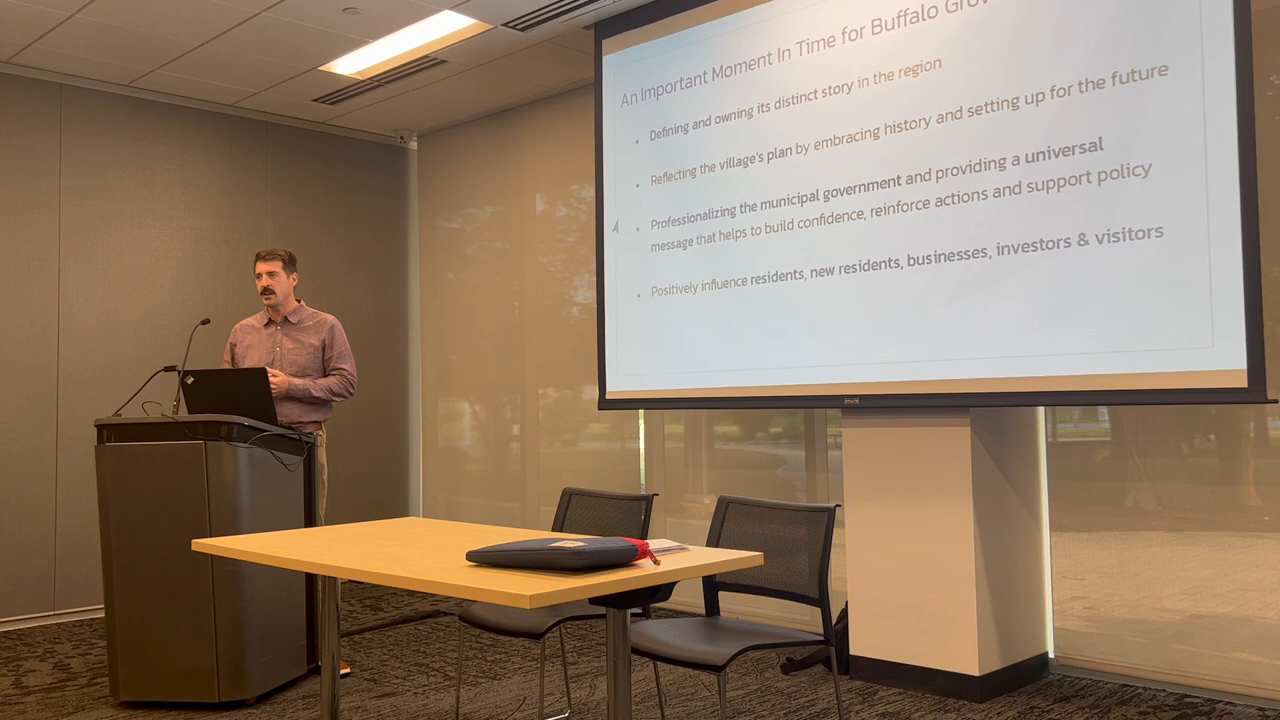 An Important Moment In Time for Buffalo
Defining and owning its distinct story in the region
Reflecting the village's plan by embracing history and setting up for the future
Professionalizing the municipal government and providing a universal
message that helps to build confidence, reinforce actions and support policy
Positively influence residents, new residents, businesses, investors & visitors